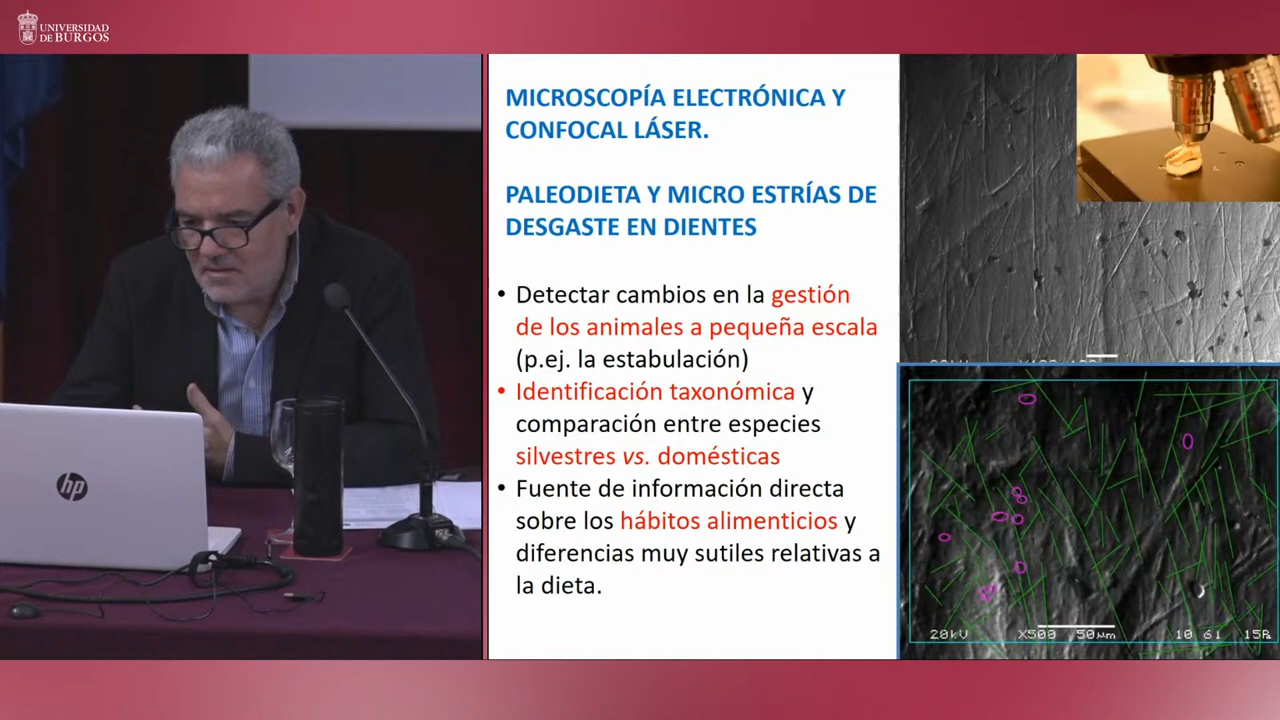 UNIVERSIDAD
DE BURGOS
MICROSCOPÍA ELECTRÓNICA Y
CONFOCAL LÁSER.
PALEODIETA Y MICRO ESTRÍAS DE
DESGASTE EN DIENTES
• Detectar cambios en la gestión
de los animales a pequeña escala
(p.ej. la estabulación)
• Identificación taxonómica y
comparación entre especies
silvestres vs. domésticas
• Fuente de información directa
sobre los hábitos alimenticios y
diferencias muy sutiles relativas a
la dieta.
hp
20kV X500 50µm 10 61